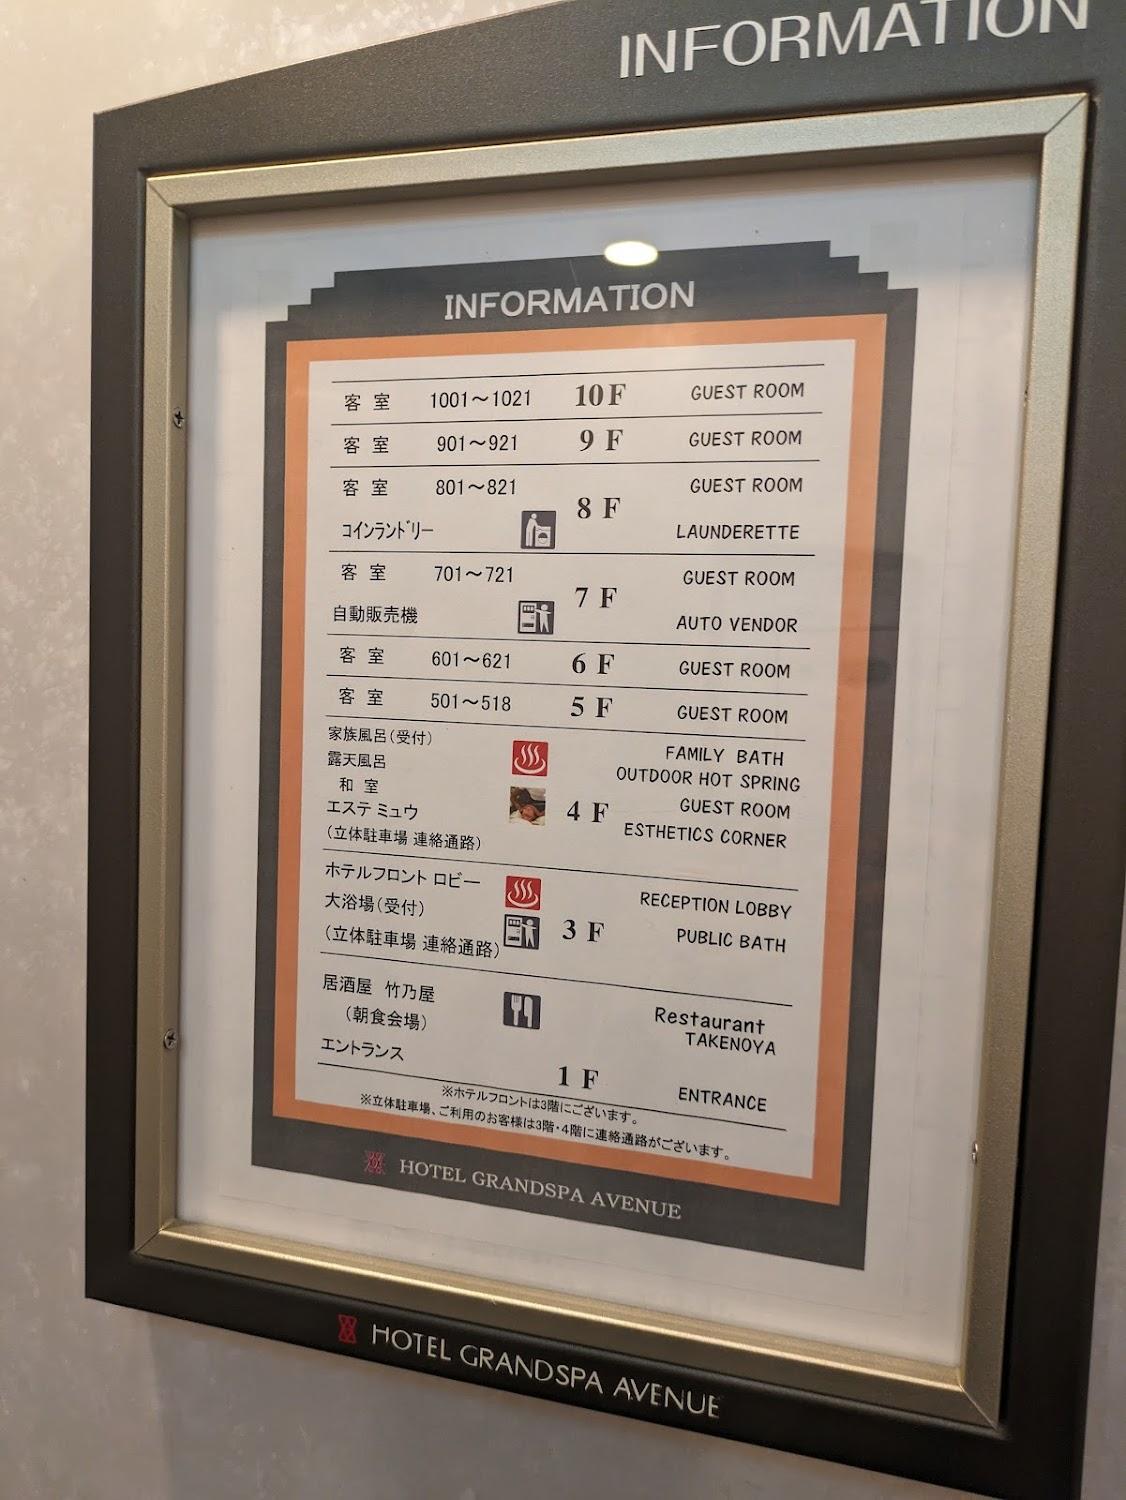 INFORMATION
INFORMATION
客室 1001～1021 10F GUEST ROOM
客室 901～921 9F GUEST ROOM
客室 801～821 GUEST ROOM
8F
コインランドリー LAUNDERETTE
客室 701～721 GUEST ROOM
7F
自動販売機 AUTO VENDOR
客室 601～621 6F GUEST ROOM
客室 501～518 5F GUEST ROOM
家族風呂(受付) FAMILY BATH
露天風呂 OUTDOOR HOT SPRING
和室 4F GUEST ROOM
エステ ミュウ ESTHETICS CORNER
(立体駐車場 連絡通路)
ホテルフロント ロビー RECEPTION LOBBY
大浴場(受付) 3F PUBLIC BATH
(立体駐車場 連絡通路)
居酒屋 竹乃屋 Restaurant
(朝食会場) TAKENOYA
エントランス 1F ENTRANCE
※ホテルフロントは3階にございます。
※立体駐車場、ご利用のお客様は3階・4階に連絡通路がございます。
HOTEL GRANDSPA AVENUE
HOTEL GRANDSPA AVENUE